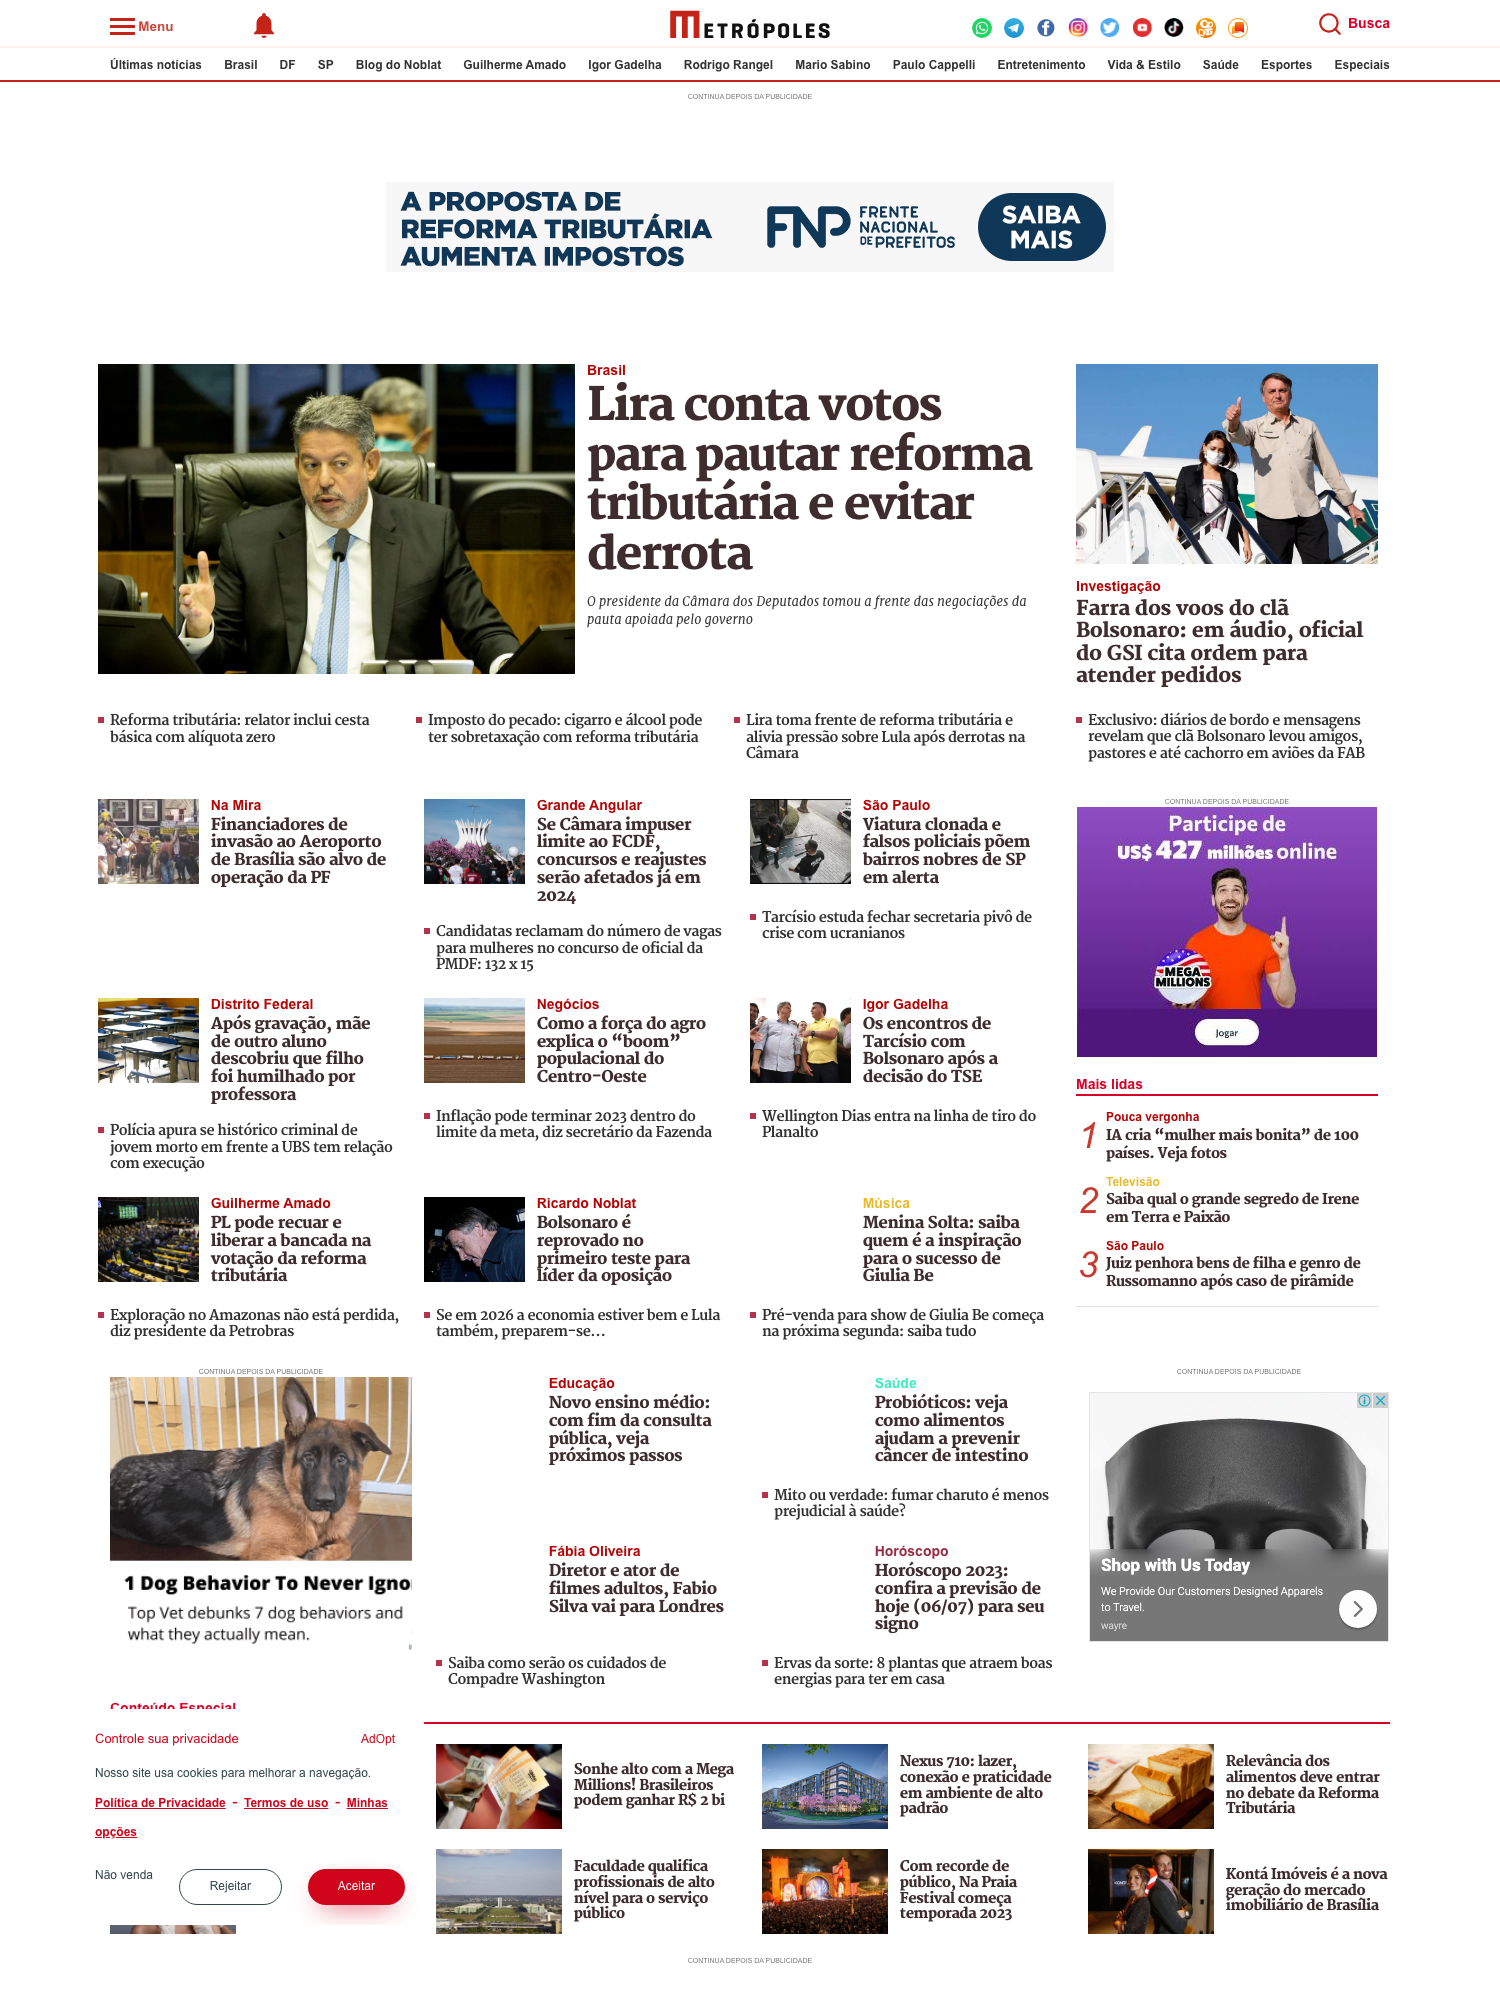 Menu
METRÓPOLES
Busca
Últimas notícias
Brasil
DF
SP
Blog do Noblat
Guilherme Amado
Igor Gadelha
Rodrigo Rangel
Mario Sabino
Paulo Cappelli
Entretenimento
Vida & Estilo
Saúde
Esportes
Especiais
CONTINUA DEPOIS DA PUBLICIDADE
A PROPOSTA DE
REFORMA TRIBUTÁRIA
AUMENTA IMPOSTOS
FNP
FRENTE
NACIONAL
DE PREFEITOS
SAIBA
MAIS
Brasil
Lira conta votos
para pautar reforma
tributária e evitar
derrota
O presidente da Câmara dos Deputados tomou a frente das negociações da
pauta apoiada pelo governo
Investigação
Farra dos voos do clã
Bolsonaro: em áudio, oficial
do GSI cita ordem para
atender pedidos
Reforma tributária: relator inclui cesta
básica com alíquota zero
Imposto do pecado: cigarro e álcool pode
ter sobretaxação com reforma tributária
Lira toma frente de reforma tributária e
alivia pressão sobre Lula após derrotas na
Câmara
Exclusivo: diários de bordo e mensagens
revelam que clã Bolsonaro levou amigos,
pastores e até cachorro em aviões da FAB
Na Mira
Financiadores de
invasão ao Aeroporto
de Brasília são alvo de
operação da PF
Grande Angular
Se Câmara impuser
limite ao FCDF,
concursos e reajustes
serão afetados já em
2024
Candidatas reclamam do número de vagas
para mulheres no concurso de oficial da
PMDF: 132 x 15
São Paulo
Viatura clonada e
falsos policiais põem
bairros nobres de SP
em alerta
Tarcísio estuda fechar secretaria pivô de
crise com ucranianos
CONTINUA DEPOIS DA PUBLICIDADE
Participe de
US$ 427 milhões online
MEGA
MILLIONS
Jogar
Distrito Federal
Após gravação, mãe
de outro aluno
descobriu que filho
foi humilhado por
professora
Polícia apura se histórico criminal de
jovem morto em frente a UBS tem relação
com execução
Negócios
Como a força do agro
explica o “boom”
populacional do
Centro-Oeste
Inflação pode terminar 2023 dentro do
limite da meta, diz secretário da Fazenda
Igor Gadelha
Os encontros de
Tarcísio com
Bolsonaro após a
decisão do TSE
Wellington Dias entra na linha de tiro do
Planalto
Mais lidas
1
Pouca vergonha
IA cria “mulher mais bonita” de 100
países. Veja fotos
2
Televisão
Saiba qual o grande segredo de Irene
em Terra e Paixão
3
São Paulo
Juiz penhora bens de filha e genro de
Russomanno após caso de pirâmide
Guilherme Amado
PL pode recuar e
liberar a bancada na
votação da reforma
tributária
Exploração no Amazonas não está perdida,
diz presidente da Petrobras
Ricardo Noblat
Bolsonaro é
reprovado no
primeiro teste para
líder da oposição
Se em 2026 a economia estiver bem e Lula
também, preparem-se…
Música
Menina Solta: saiba
quem é a inspiração
para o sucesso de
Giulia Be
Pré-venda para show de Giulia Be começa
na próxima segunda: saiba tudo
CONTINUA DEPOIS DA PUBLICIDADE
1 Dog Behavior To Never Igno
Top Vet debunks 7 dog behaviors and
what they actually mean.
Educação
Novo ensino médio:
com fim da consulta
pública, veja
próximos passos
Saúde
Probióticos: veja
como alimentos
ajudam a prevenir
câncer de intestino
Mito ou verdade: fumar charuto é menos
prejudicial à saúde?
Fábia Oliveira
Diretor e ator de
filmes adultos, Fabio
Silva vai para Londres
Saiba como serão os cuidados de
Compadre Washington
Horóscopo
Horóscopo 2023:
confira a previsão de
hoje (06/07) para seu
signo
Ervas da sorte: 8 plantas que atraem boas
energias para ter em casa
CONTINUA DEPOIS DA PUBLICIDADE
Shop with Us Today
We Provide Our Customers Designed Apparels
to Travel.
wayre
Conteúdo Especial
Controle sua privacidade
AdOpt
Nosso site usa cookies para melhorar a navegação.
Política de Privacidade - Termos de uso - Minhas
opções
Não venda
Rejeitar
Aceitar
Sonhe alto com a Mega
Millions! Brasileiros
podem ganhar R$ 2 bi
Nexus 710: lazer,
conexão e praticidade
em ambiente de alto
padrão
Relevância dos
alimentos deve entrar
no debate da Reforma
Tributária
Faculdade qualifica
profissionais de alto
nível para o serviço
público
Com recorde de
público, Na Praia
Festival começa
temporada 2023
Kontá Imóveis é a nova
geração do mercado
imobiliário de Brasília
CONTINUA DEPOIS DA PUBLICIDADE